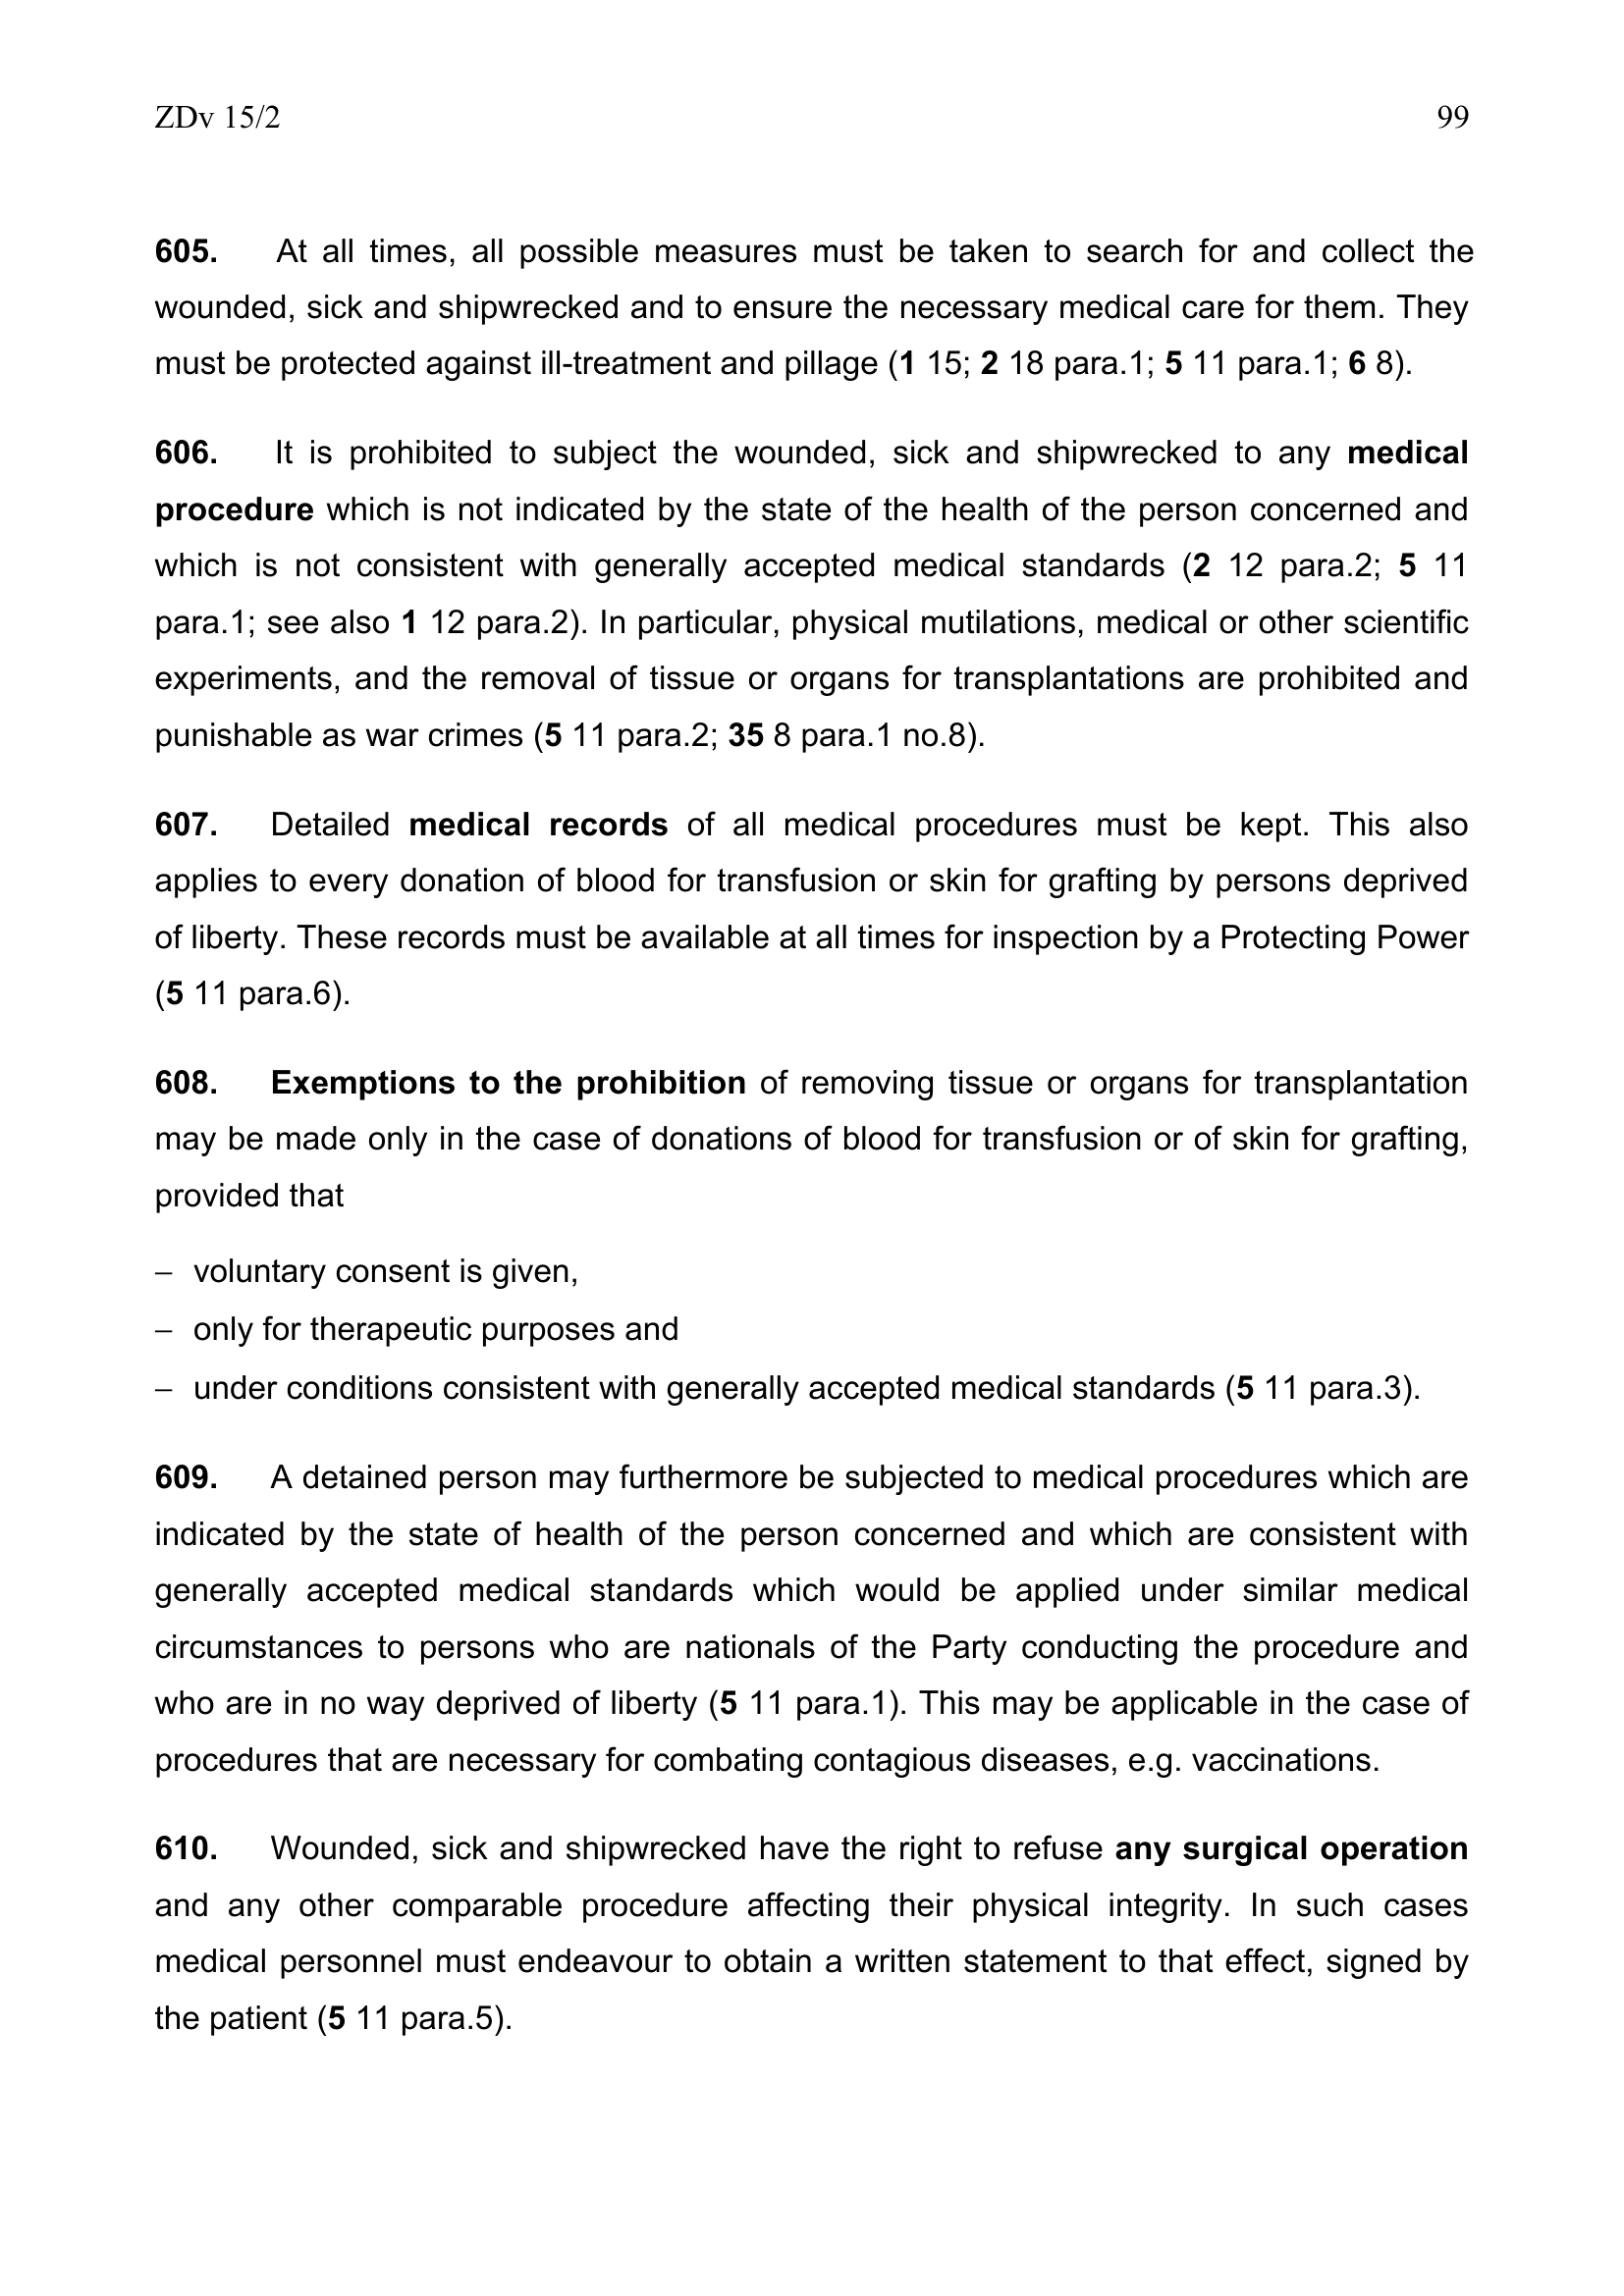 ZDv 15/2 99
605. At all times, all possible measures must be taken to search for and collect the
wounded, sick and shipwrecked and to ensure the necessary medical care for them. They
must be protected against ill-treatment and pillage (1 15; 2 18 para.1; 5 11 para.1; 6 8).
606. It is prohibited to subject the wounded, sick and shipwrecked to any medical
procedure which is not indicated by the state of the health of the person concerned and
which is not consistent with generally accepted medical standards (2 12 para.2; 5 11
para.1; see also 1 12 para.2). In particular, physical mutilations, medical or other scientific
experiments, and the removal of tissue or organs for transplantations are prohibited and
punishable as war crimes (5 11 para.2; 35 8 para.1 no.8).
607. Detailed medical records of all medical procedures must be kept. This also
applies to every donation of blood for transfusion or skin for grafting by persons deprived
of liberty. These records must be available at all times for inspection by a Protecting Power
(5 11 para.6).
608. Exemptions to the prohibition of removing tissue or organs for transplantation
may be made only in the case of donations of blood for transfusion or of skin for grafting,
provided that
– voluntary consent is given,
– only for therapeutic purposes and
– under conditions consistent with generally accepted medical standards (5 11 para.3).
609. A detained person may furthermore be subjected to medical procedures which are
indicated by the state of health of the person concerned and which are consistent with
generally accepted medical standards which would be applied under similar medical
circumstances to persons who are nationals of the Party conducting the procedure and
who are in no way deprived of liberty (5 11 para.1). This may be applicable in the case of
procedures that are necessary for combating contagious diseases, e.g. vaccinations.
610. Wounded, sick and shipwrecked have the right to refuse any surgical operation
and any other comparable procedure affecting their physical integrity. In such cases
medical personnel must endeavour to obtain a written statement to that effect, signed by
the patient (5 11 para.5).